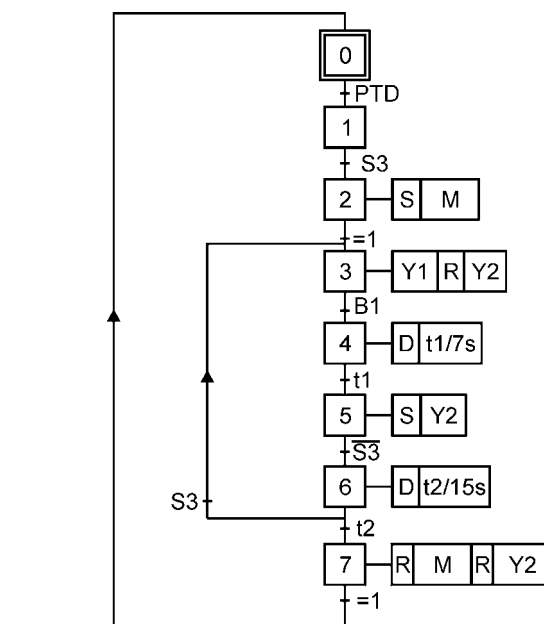 0
PTD
1
S3
2 S M
=1
3 Y1 R Y2
B1
4 D t1/7s
t1
5 S Y2
S̅3̅
6 D t2/15s
S3
t2
7 R M R Y2
=1